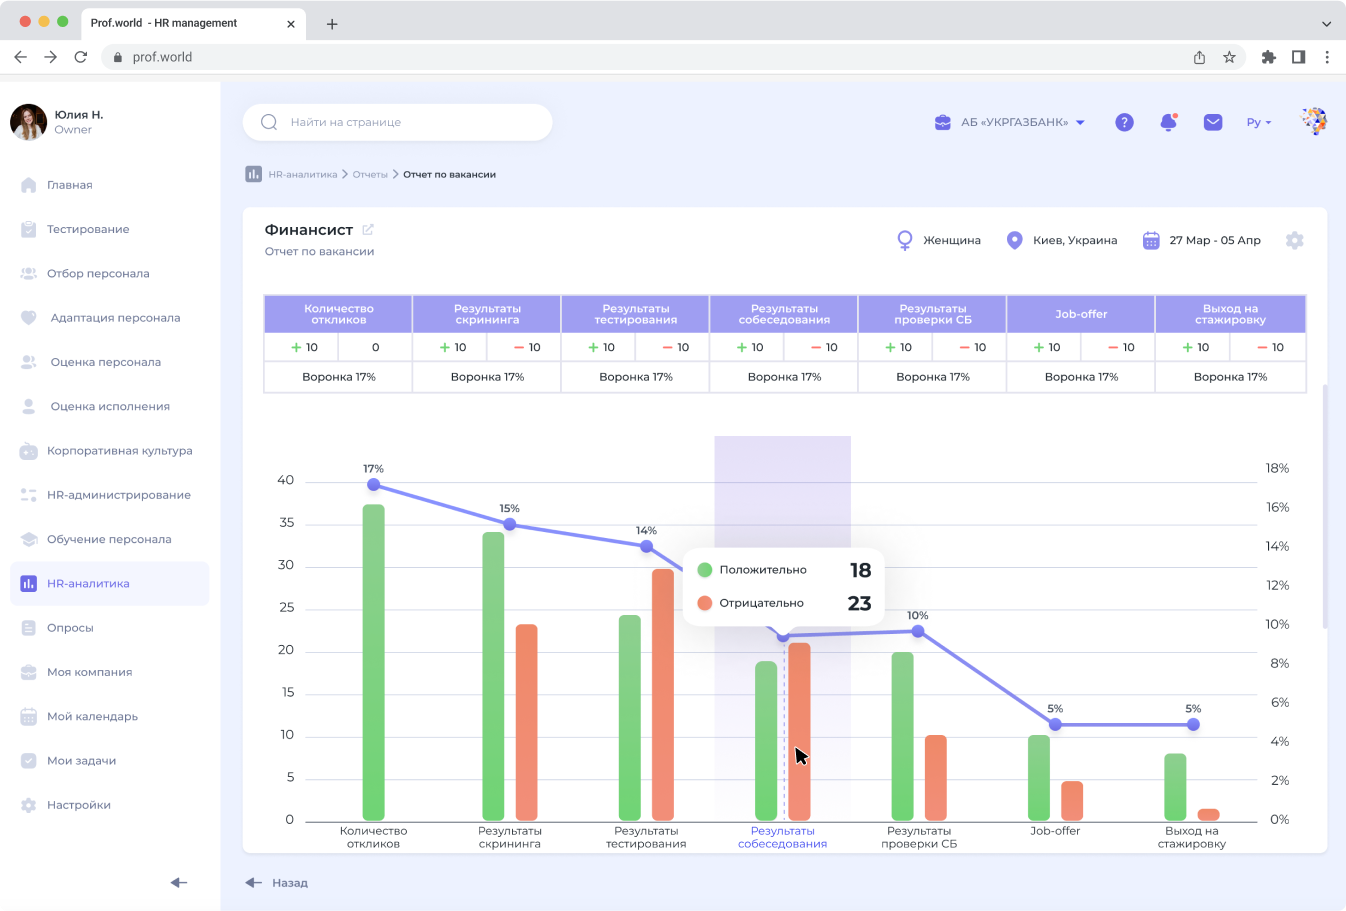 Prof.world - HR management
prof.world
Юлия Н.
Owner
Найти на странице
АБ «УКРГАЗБАНК»
?
Ру
Главная
Тестирование
Отбор персонала
Адаптация персонала
Оценка персонала
Оценка исполнения
Корпоративная культура
HR-администрирование
Обучение персонала
HR-аналитика
Опросы
Моя компания
Мой календарь
Мои задачи
Настройки
HR-аналитика > Отчеты > Отчет по вакансии
Финансист
Отчет по вакансии
Женщина
Киев, Украина
27 Мар - 05 Апр
Количество откликов
Результаты скрининга
Результаты тестирования
Результаты собеседования
Результаты проверки СБ
Job-offer
Выход на стажировку
+ 10 0 + 10 — 10 + 10 — 10 + 10 — 10 + 10 — 10 + 10 — 10 + 10 — 10
Воронка 17% Воронка 17% Воронка 17% Воронка 17% Воронка 17% Воронка 17% Воронка 17%
40
35
30
25
20
15
10
5
0
17%
15%
14%
10%
5%
5%
Положительно 18
Отрицательно 23
18%
16%
14%
12%
10%
8%
6%
4%
2%
0%
Количество
откликов
Результаты
скрининга
Результаты
тестирования
Результаты
собеседования
Результаты
проверки СБ
Job-offer
Выход на
стажировку
Назад